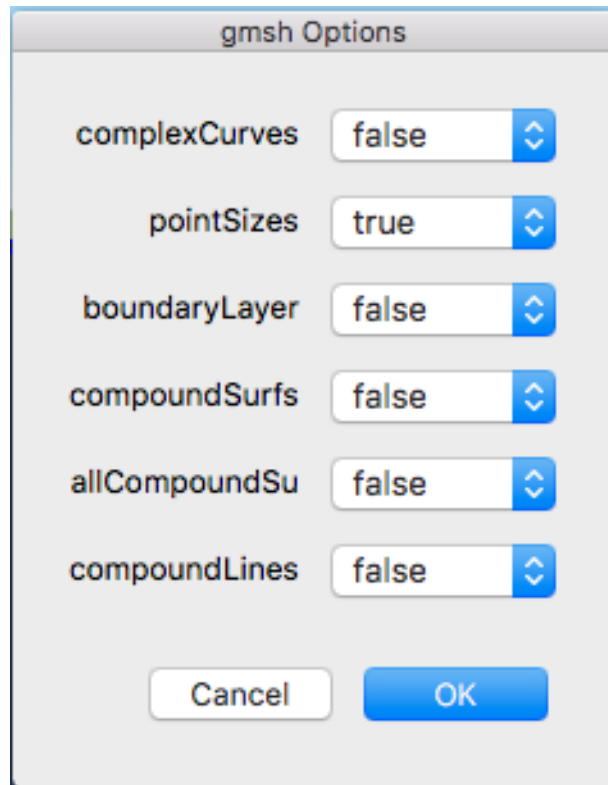 gmsh Options
complexCurves false
pointSizes true
boundaryLayer false
compoundSurfs false
allCompoundSu false
compoundLines false
Cancel OK